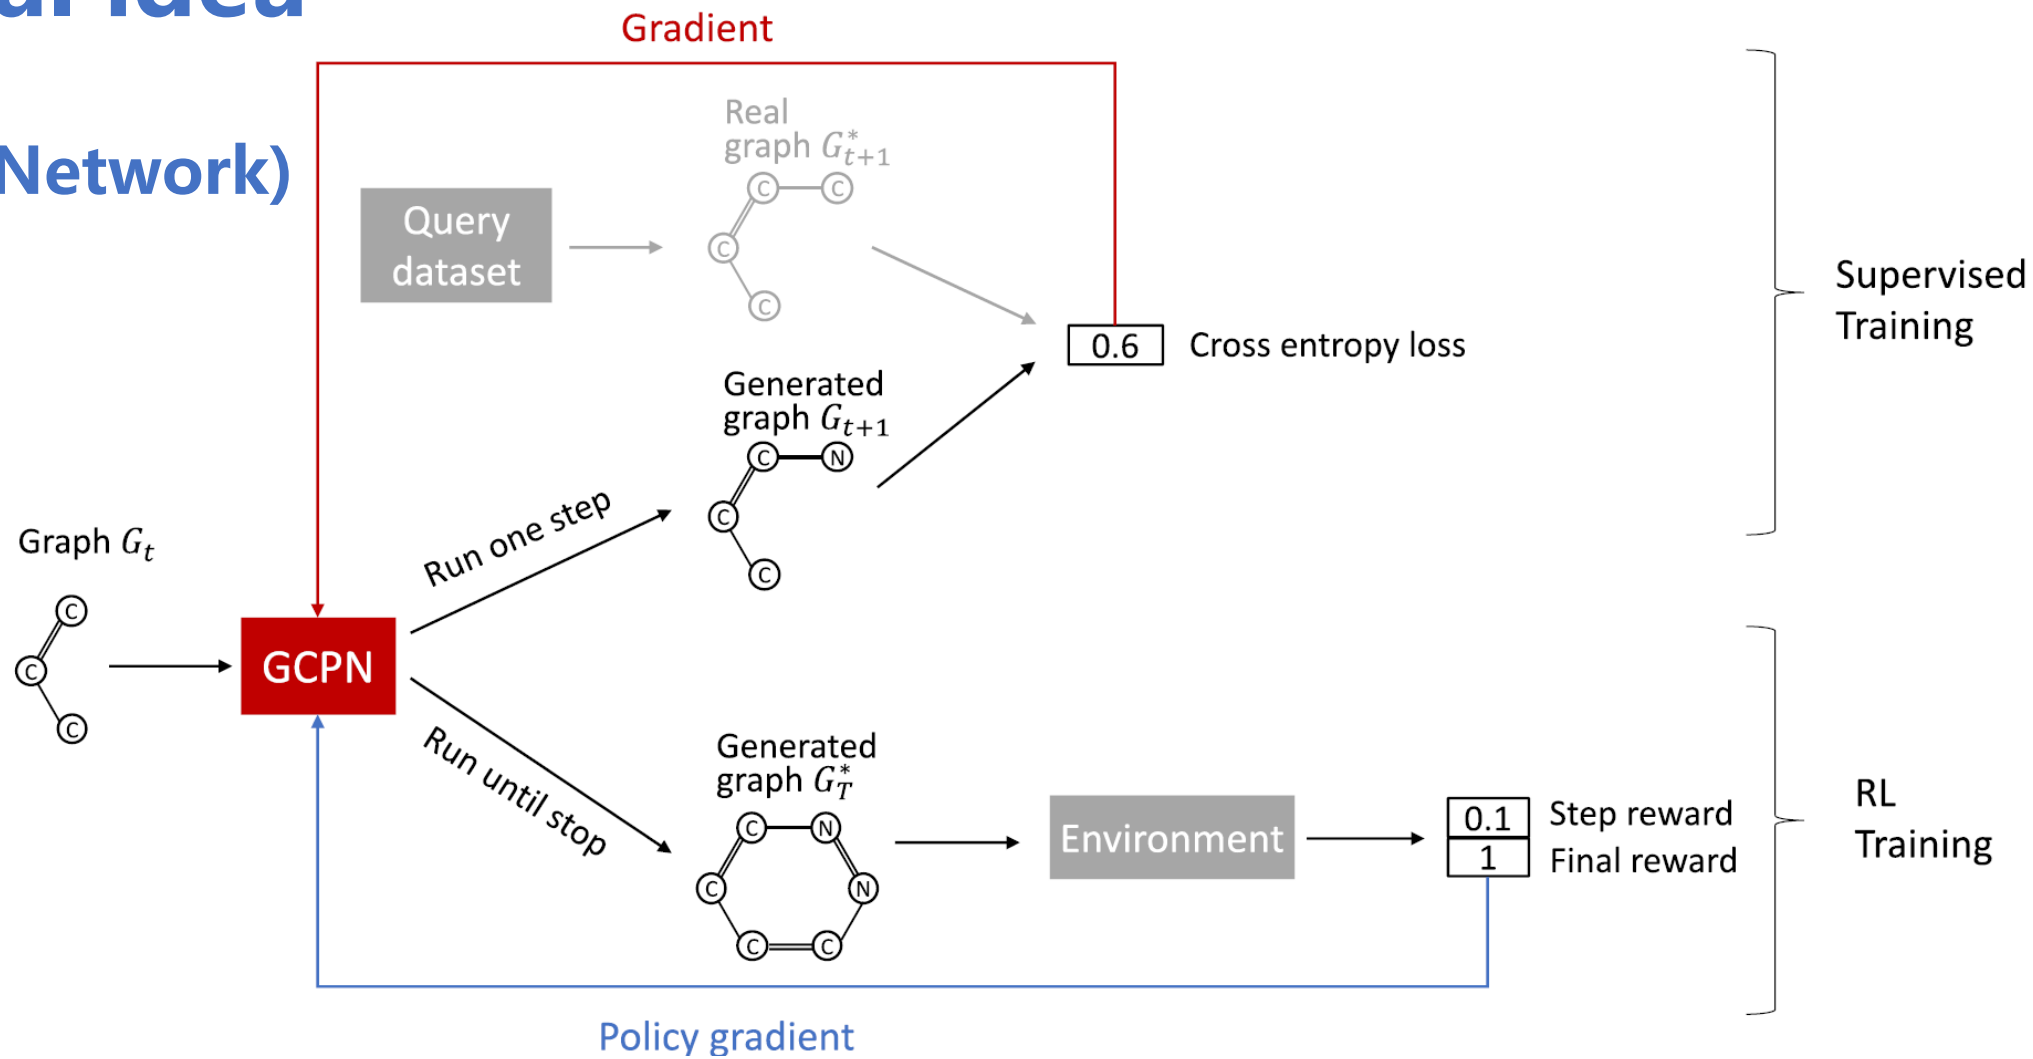 Gradient
Network)
Real
graph G*t+1
C
C
C
C
Query
dataset
0.6
Cross entropy loss
Supervised
Training
Generated
graph Gt+1
C
N
C
C
Run one step
Graph Gt
C
C
C
GCPN
Run until stop
Generated
graph G*T
C
N
C
N
C
C
Environment
0.1
Step reward
1
Final reward
RL
Training
Policy gradient